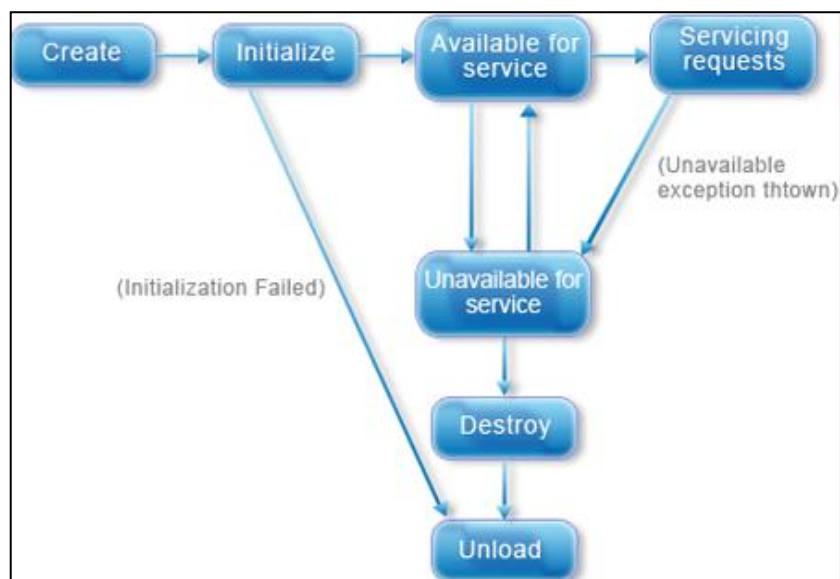 Create
Initialize
Available for
service
Servicing
requests
(Unavailable
exception thtown)
(Initialization Failed)
Unavailable for
service
Destroy
Unload